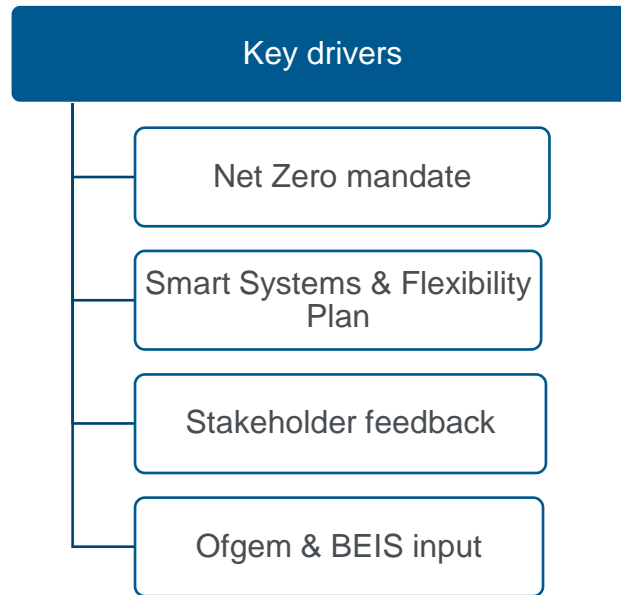 Key drivers
Net Zero mandate
Smart Systems & Flexibility
Plan
Stakeholder feedback
Ofgem & BEIS input